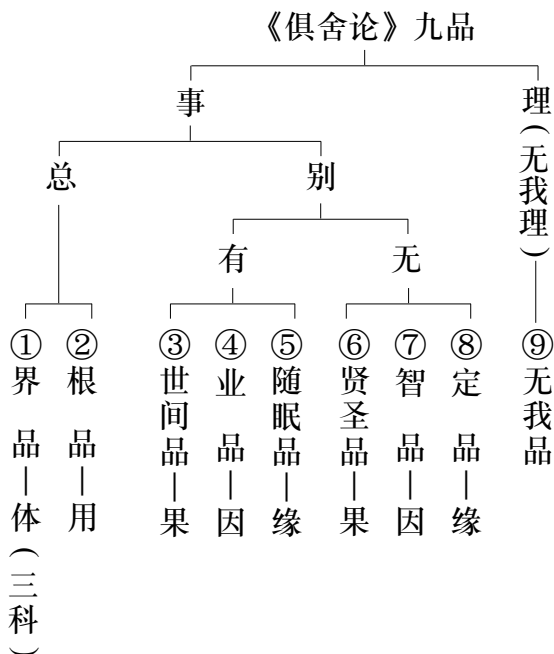 《俱舍论》九品
事
理(无我理)
总
别
有
无
①界品—体(三科)
②根品—用
③世间品—果
④业品—因
⑤随眠品—缘
⑥贤圣品—果
⑦智品—因
⑧定品—缘
⑨无我品